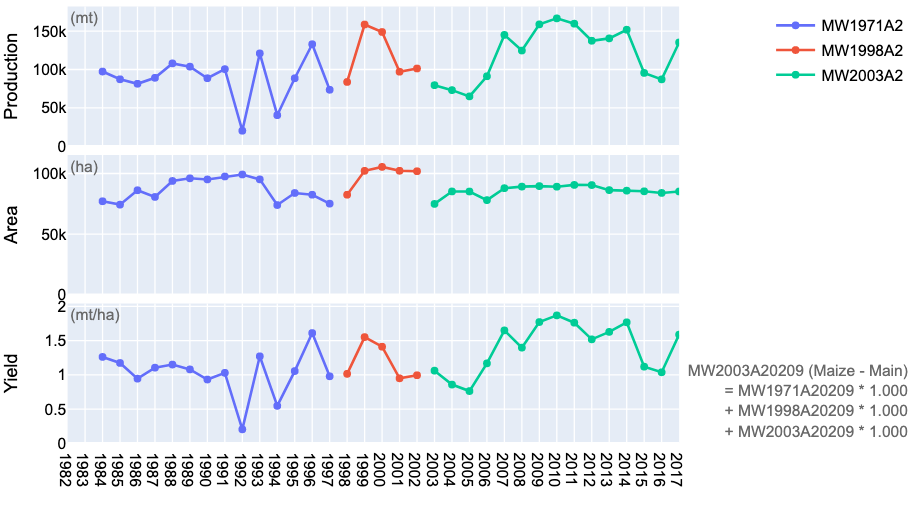 (mt)
Production
150k
100k
50k
0
MW1971A2
MW1998A2
MW2003A2
(ha)
Area
100k
50k
0
(mt/ha)
Yield
2
1.5
1
0.5
0
MW2003A20209 (Maize - Main)
= MW1971A20209 * 1.000
+ MW1998A20209 * 1.000
+ MW2003A20209 * 1.000
1982
1983
1984
1985
1986
1987
1988
1989
1990
1991
1992
1993
1994
1995
1996
1997
1998
1999
2000
2001
2002
2003
2004
2005
2006
2007
2008
2009
2010
2011
2012
2013
2014
2015
2016
2017